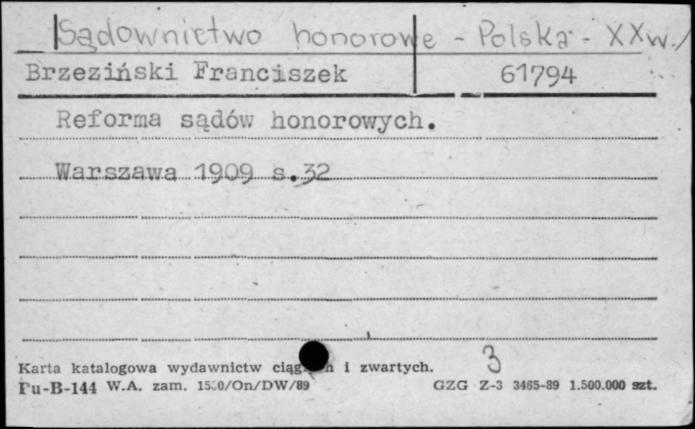 Sądownictwo honorowe - Polska - XXw.
Brzeziński Franciszek 61794
Reforma sądów honorowych.
Warszawa 1909 s.32
3
Karta katalogowa wydawnictw i zwartych.
Pu-B-144 W.A. zam. /On/DW/89 GZG Z-3 3465-89 1.500.000 szt.